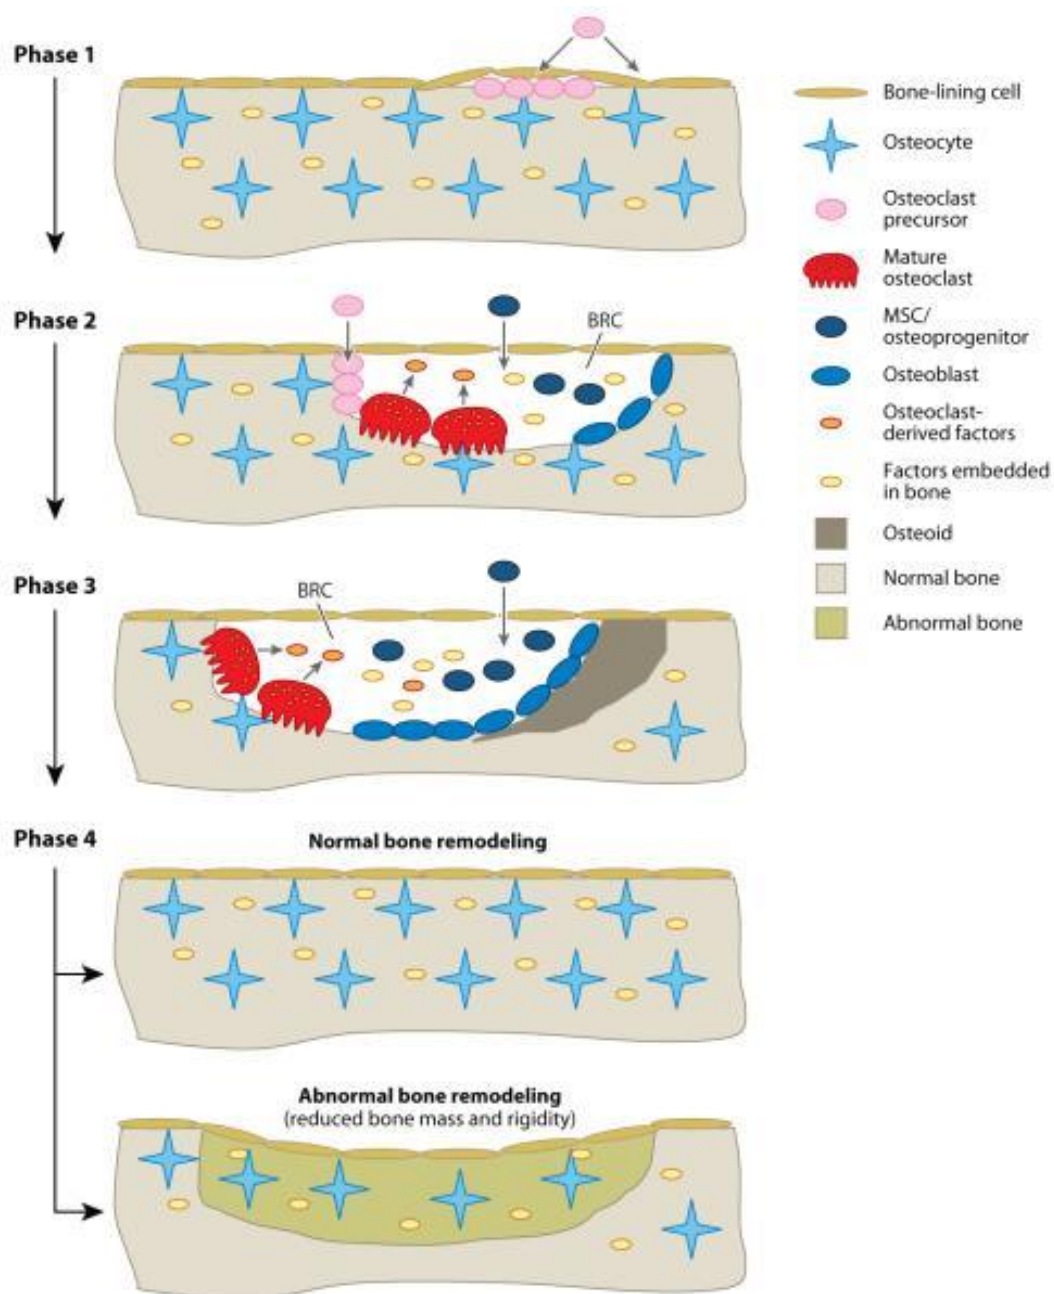 Phase 1
Bone-lining cell
Osteocyte
Osteoclast
precursor
Mature
osteoclast
Phase 2
BRC
MSC/
osteoprogenitor
Osteoblast
Osteoclast-
derived factors
Factors embedded
in bone
Osteoid
Phase 3
BRC
Normal bone
Abnormal bone
Phase 4
Normal bone remodeling
Abnormal bone remodeling
(reduced bone mass and rigidity)